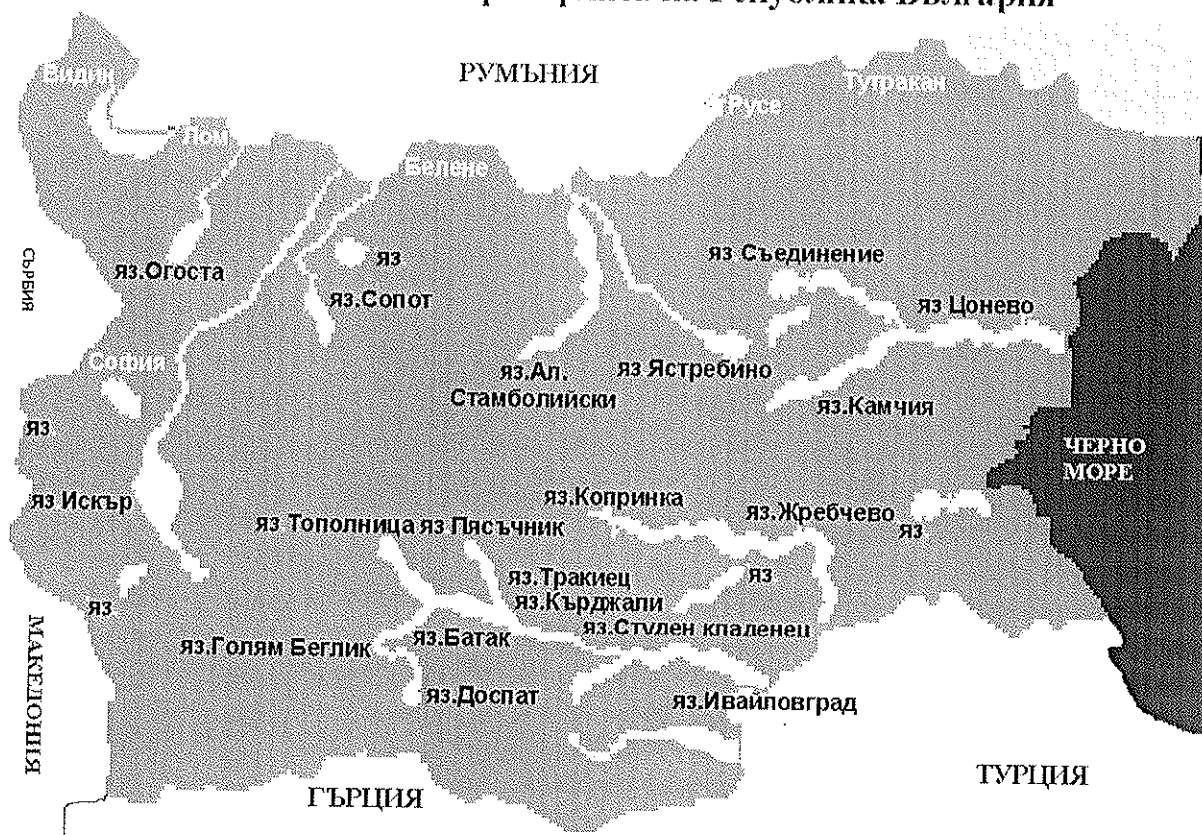 на Република България
РУМЪНИЯ
Видин
Тутракан
Русе
Лом
Белене
СЪРБИЯ
яз.Огоста
яз
яз Съединение
яз.Сопот
яз Цонево
София
яз.Ал.
Стамболийски
яз Ястребино
яз.Камчия
яз
ЧЕРНО
МОРЕ
яз Искър
яз.Копринка
яз Тополница
яз Пясъчник
яз.Жребчево
яз
яз.Тракиец
яз
яз.Кърджали
яз
яз.Студен кладенец
МАКЕДОНИЯ
яз.Голям Беглик
яз.Батак
яз.Доспат
яз.Ивайловград
ГЪРЦИЯ
ТУРЦИЯ